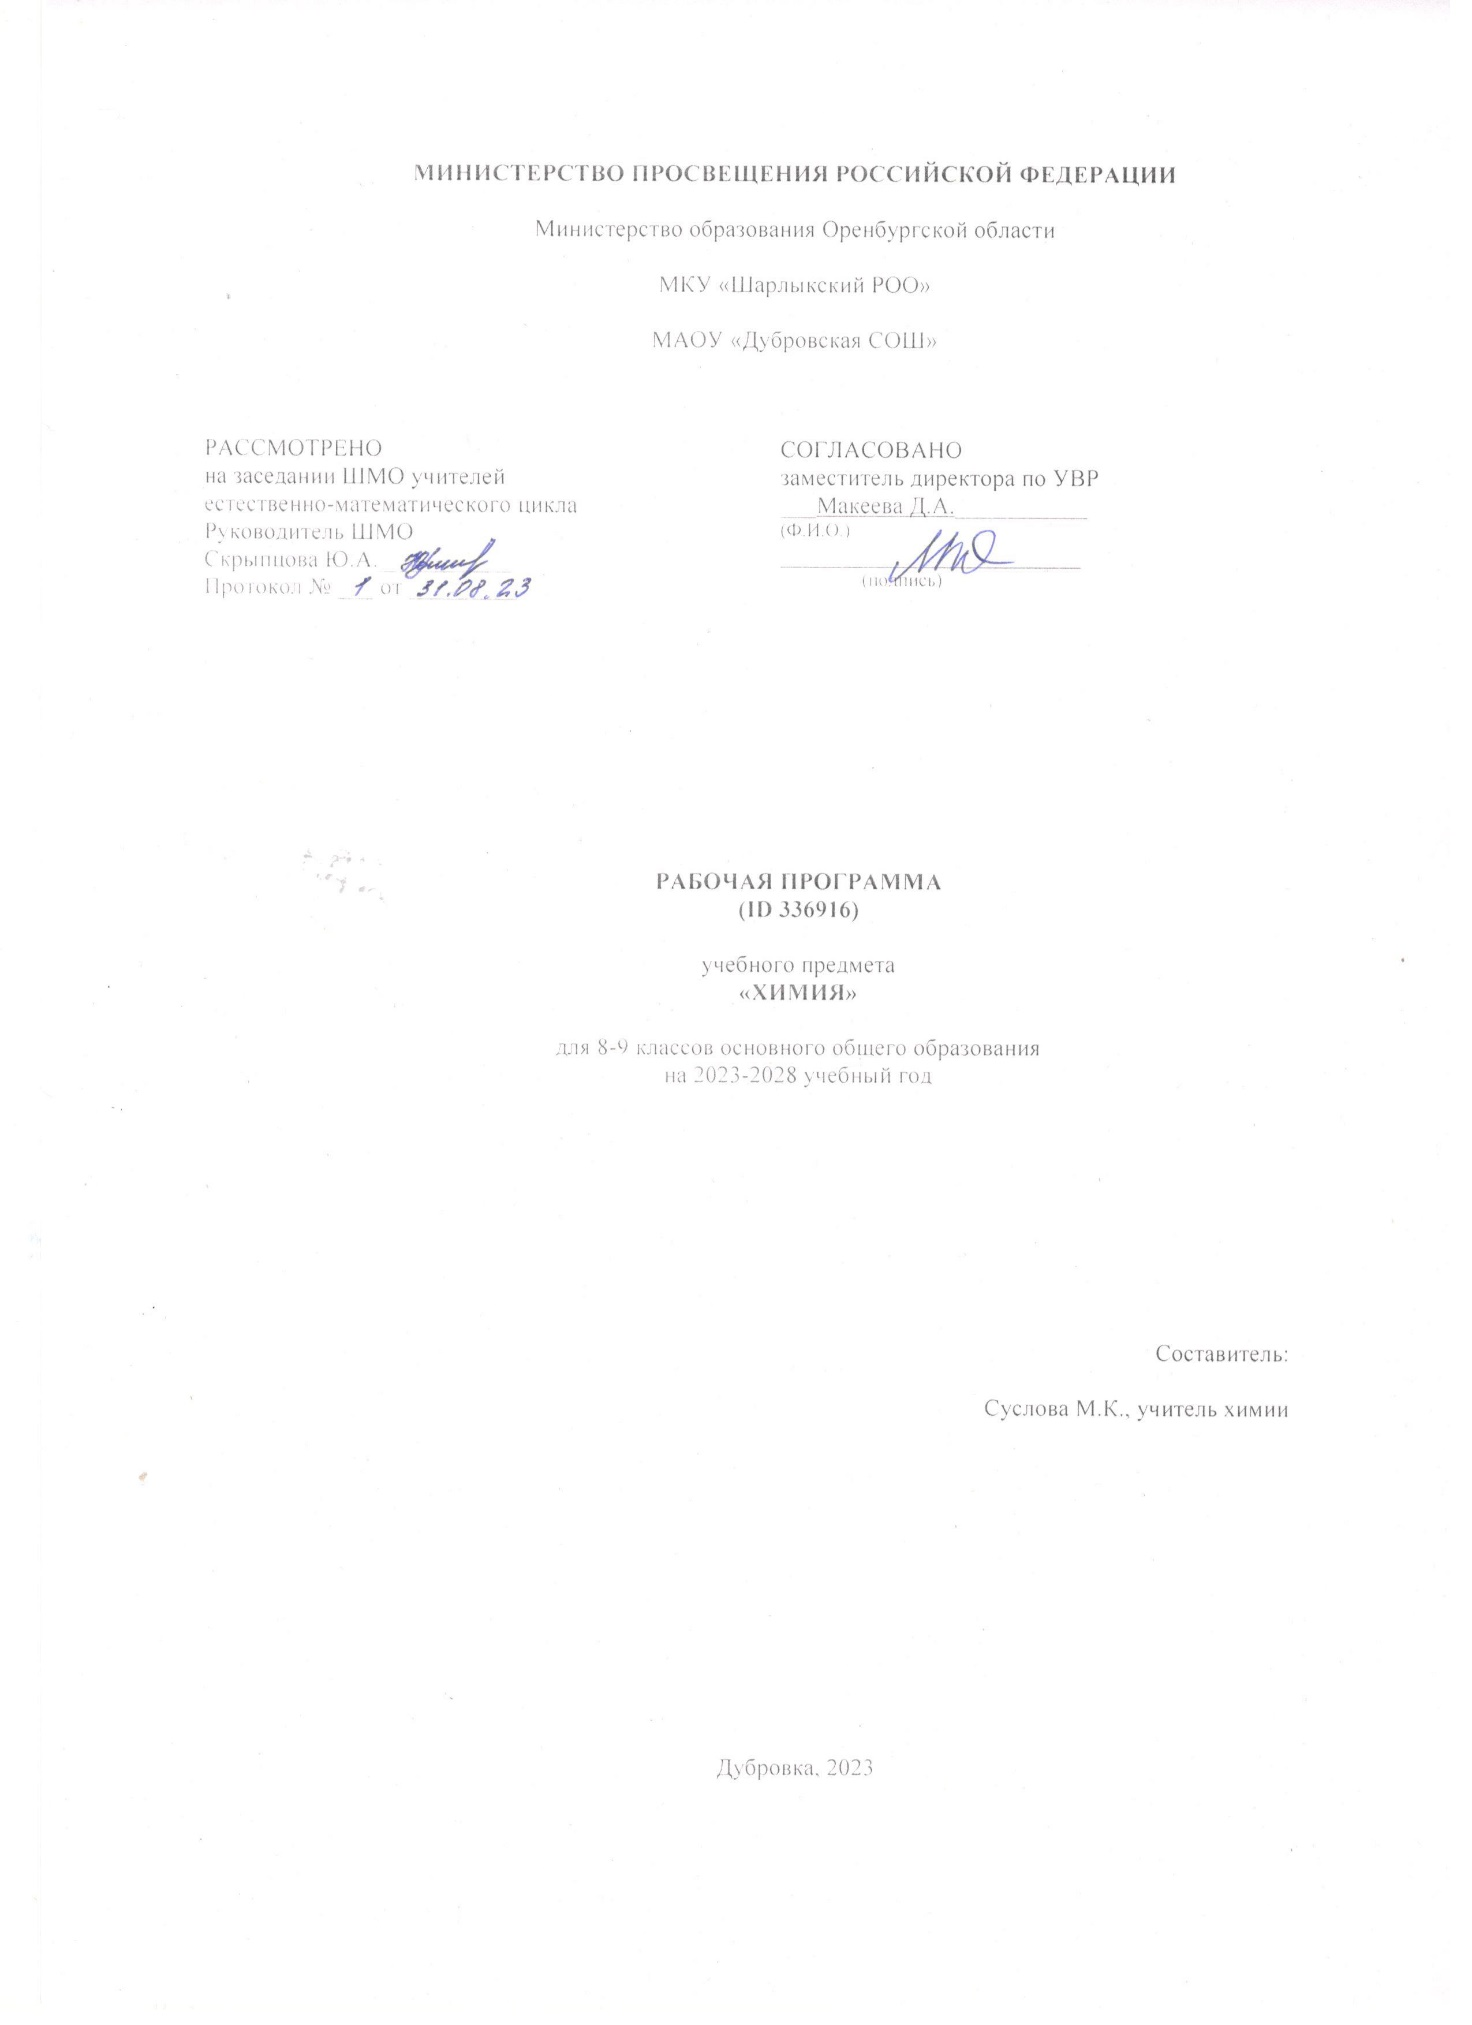 МИНИСТЕРСТВО ПРОСВЕЩЕНИЯ РОССИЙСКОЙ ФЕДЕРАЦИИ
Министерство образования Оренбургской области
МКУ «Шарлыкский РОО»
МАОУ «Дубровская СОШ»
РАССМОТРЕНО
на заседании ШМО учителей
естественно-математического цикла
Руководитель ШМО
Скрыпцова Ю.А.
Протокол № 1 от 31.08.23
СОГЛАСОВАНО
заместитель директора по УВР
Макеева Д.А.
(Ф.И.О.)
(подпись)
РАБОЧАЯ ПРОГРАММА
(ID 336916)
учебного предмета
«ХИМИЯ»
для 8-9 классов основного общего образования
на 2023-2028 учебный год
Составитель:
Суслова М.К., учитель химии
Дубровка, 2023